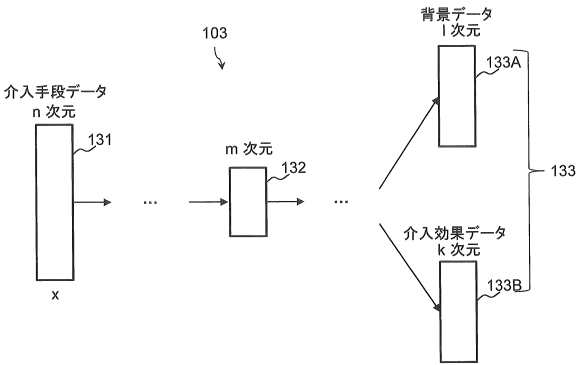 103
介入手段データ
n 次元
131
x
...
m 次元
132
...
背景データ
l 次元
133A
133
介入効果データ
k 次元
133B